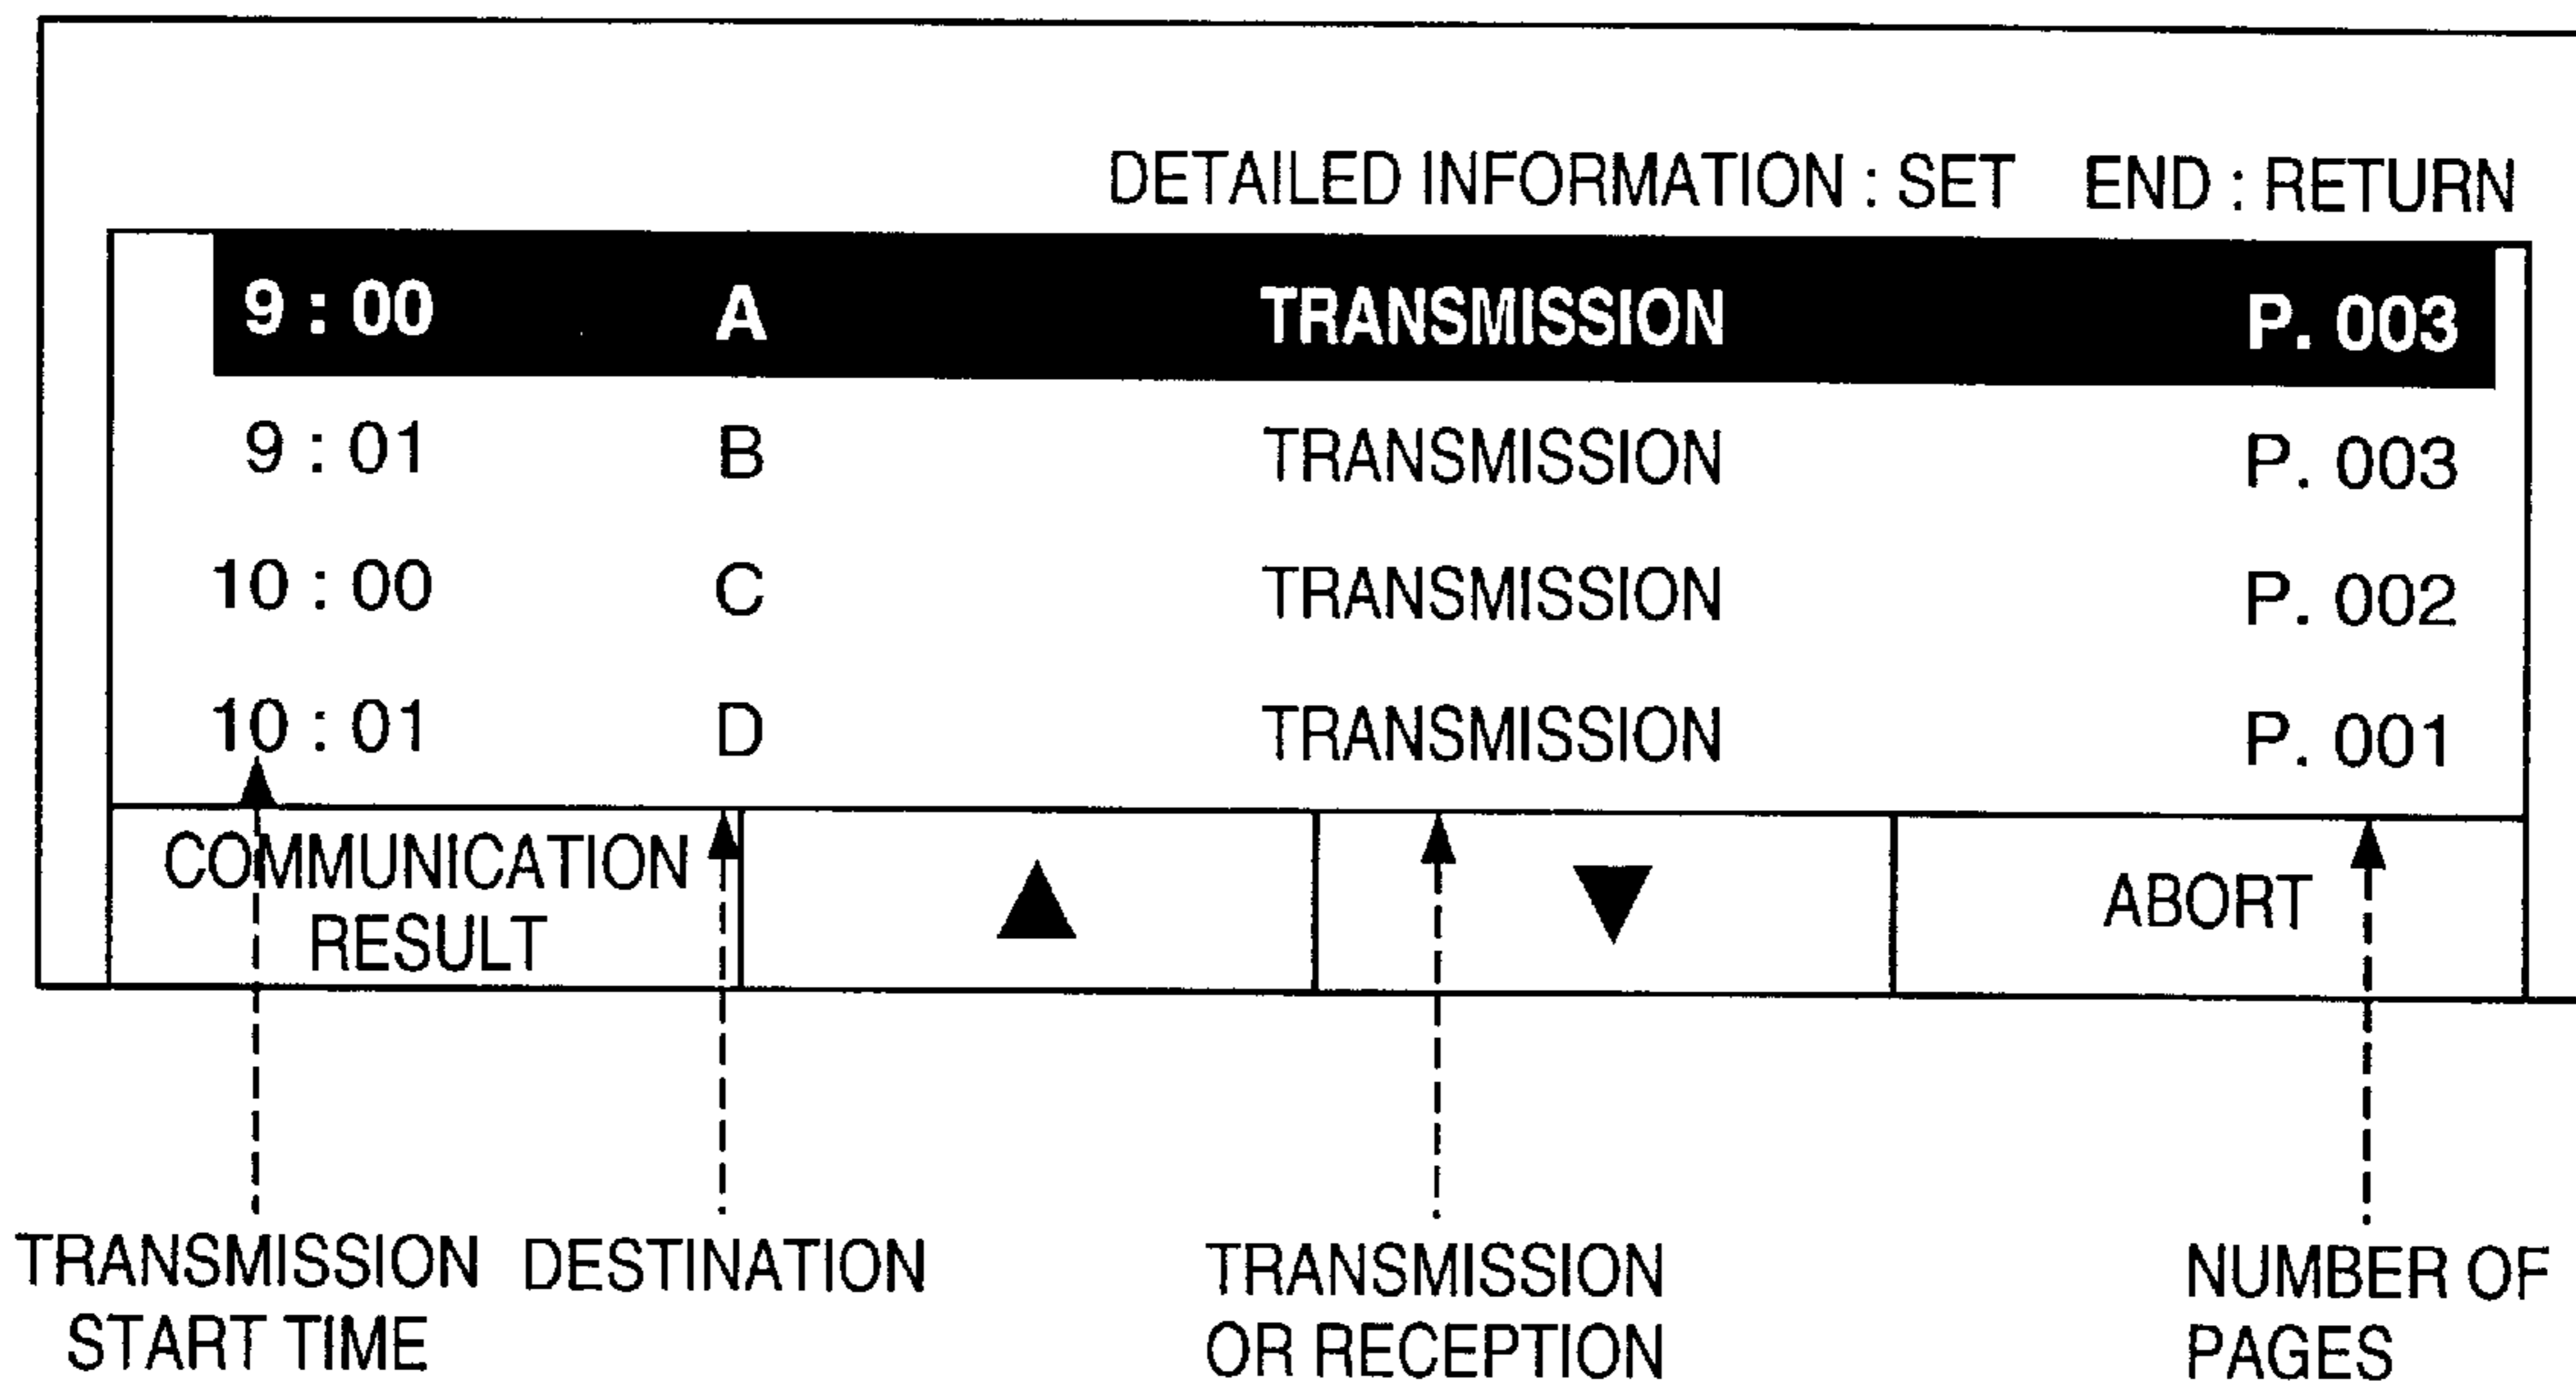 DETAILED INFORMATION : SET END : RETURN
9 : 00 A TRANSMISSION P. 003
9 : 01 B TRANSMISSION P. 003
10 : 00 C TRANSMISSION P. 002
10 : 01 D TRANSMISSION P. 001
COMMUNICATION
RESULT
▲
▼
ABORT
TRANSMISSION
START TIME
DESTINATION
TRANSMISSION
OR RECEPTION
NUMBER OF
PAGES